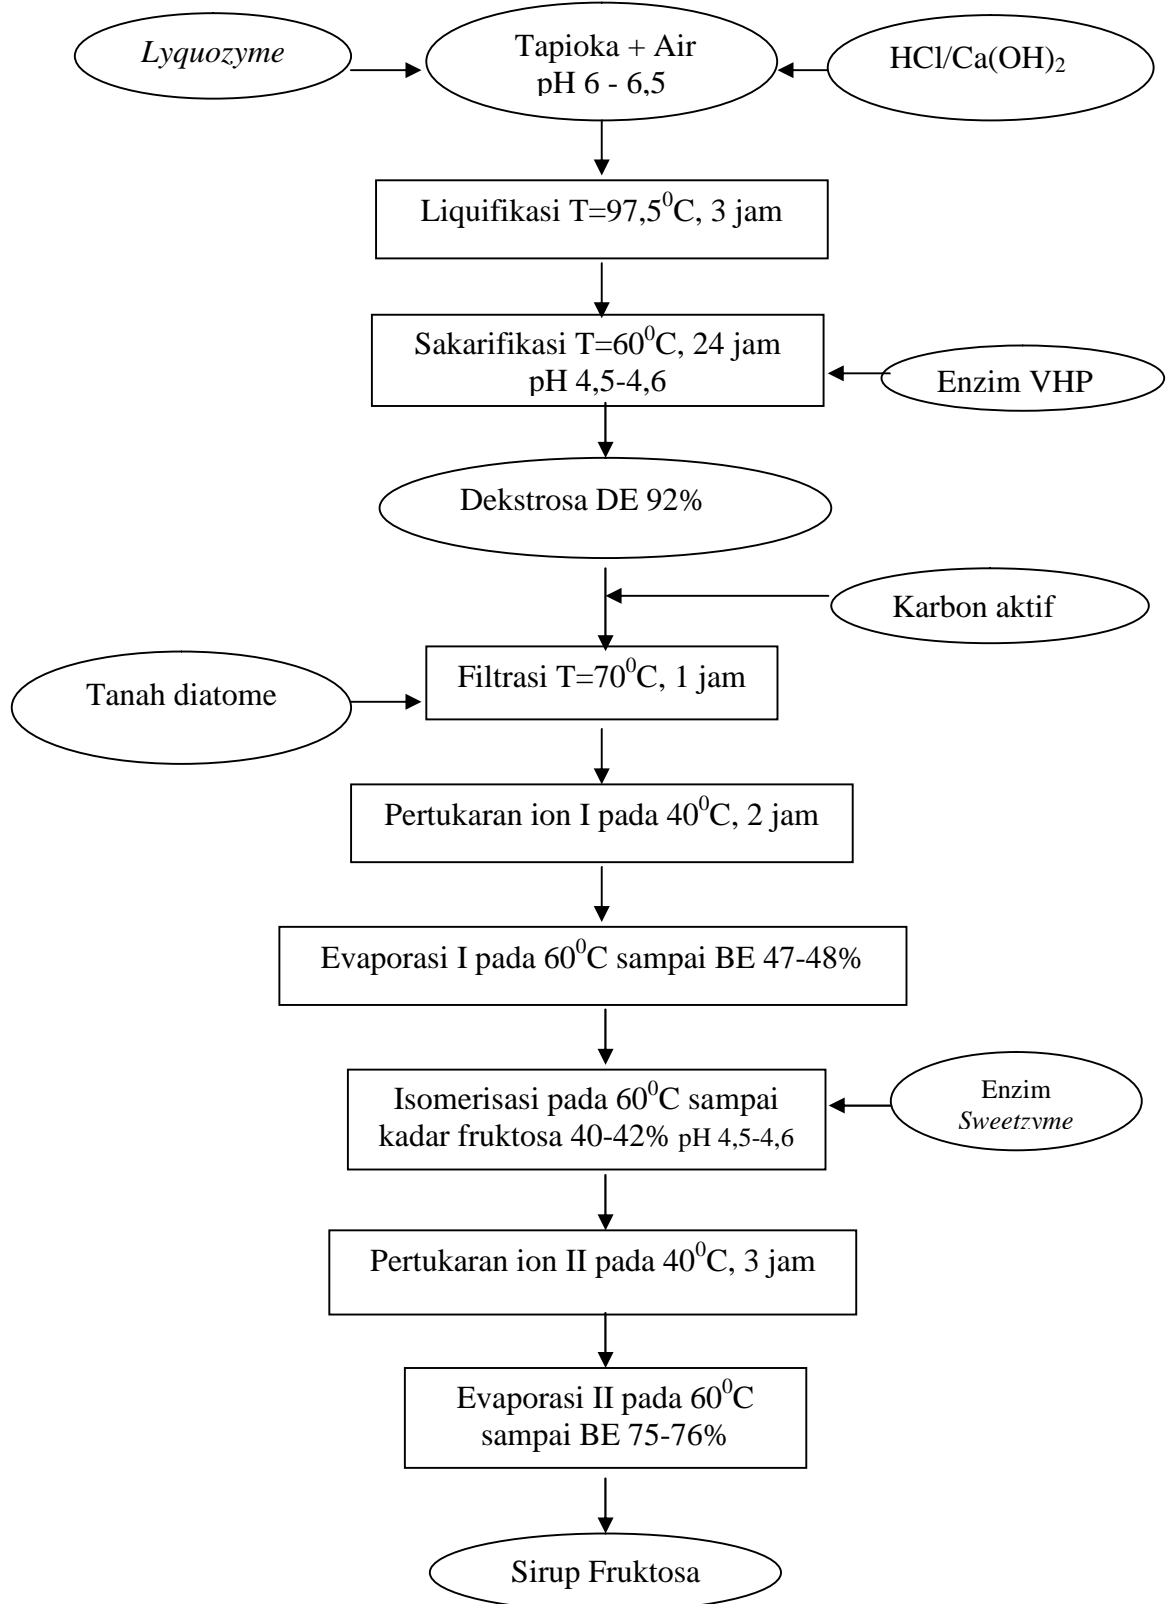 Lyquozyme
Tapioka + Air
pH 6 - 6,5
HCl/Ca(OH)₂
Liquifikasi T=97,5⁰C, 3 jam
Sakarifikasi T=60⁰C, 24 jam
pH 4,5-4,6
Enzim VHP
Dekstrosa DE 92%
Karbon aktif
Filtrasi T=70⁰C, 1 jam
Tanah diatome
Pertukaran ion I pada 40⁰C, 2 jam
Evaporasi I pada 60⁰C sampai BE 47-48%
Isomerisasi pada 60⁰C sampai
kadar fruktosa 40-42% pH 4,5-4,6
Enzim
Sweetzyme
Pertukaran ion II pada 40⁰C, 3 jam
Evaporasi II pada 60⁰C
sampai BE 75-76%
Sirup Fruktosa